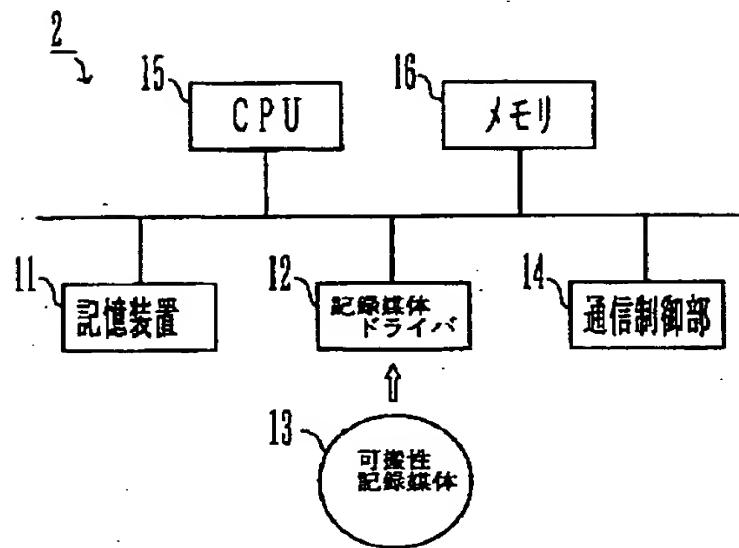 2
15
CPU
16
メモリ
11
記憶装置
12
記録媒体
ドライバ
14
通信制御部
13
可搬性
記録媒体